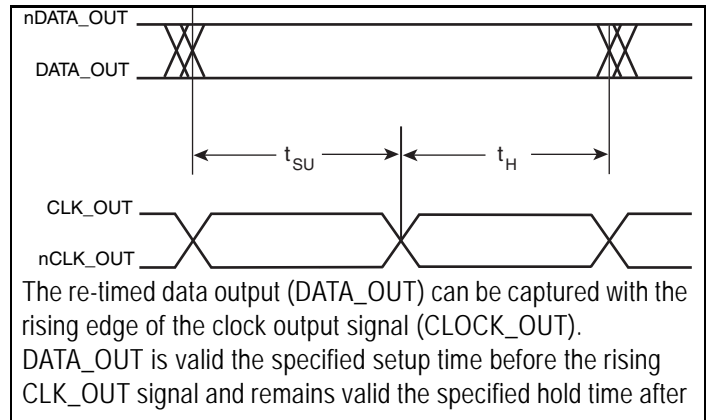 nDATA_OUT
DATA_OUT
tSU
tH
CLK_OUT
nCLK_OUT
The re-timed data output (DATA_OUT) can be captured with the
rising edge of the clock output signal (CLOCK_OUT).
DATA_OUT is valid the specified setup time before the rising
CLK_OUT signal and remains valid the specified hold time after